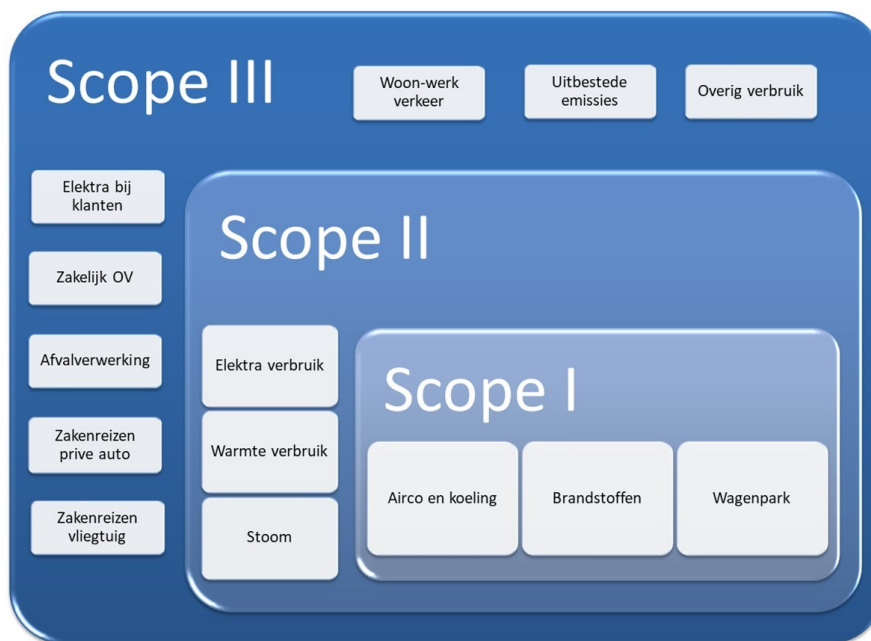 Scope III
Woon-werk
verkeer
Uitbestede
emissies
Overig verbruik
Elektra bij
klanten
Zakelijk OV
Afvalverwerking
Zakenreizen
prive auto
Zakenreizen
vliegtuig
Scope II
Elektra verbruik
Warmte verbruik
Stoom
Scope I
Airco en koeling
Brandstoffen
Wagenpark